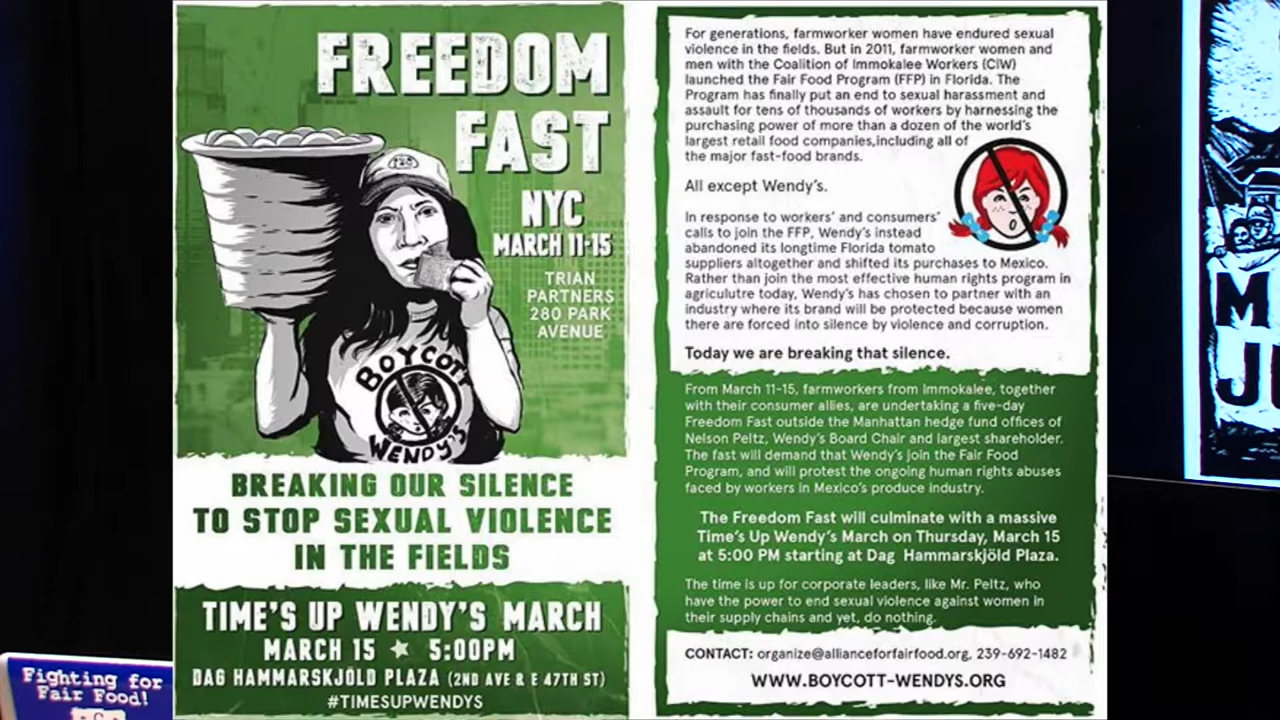 FREEDOM
FAST
NYC
MARCH 11-15
TRIAN
PARTNERS
280 PARK
AVENUE
BOYCOTT
WENDY'S
BREAKING OUR SILENCE
TO STOP SEXUAL VIOLENCE
IN THE FIELDS
TIME'S UP WENDY'S MARCH
MARCH 15 ★ 5:00PM
DAG HAMMARSKJÖLD PLAZA (2ND AVE & E 47TH ST)
#TIMESUPWENDYS
For generations, farmworker women have endured sexual
violence in the fields. But in 2011, farmworker women and
men with the Coalition of Immokalee Workers (CIW)
launched the Fair Food Program (FFP) in Florida. The
Program has finally put an end to sexual harassment and
assault for tens of thousands of workers by harnessing the
purchasing power of more than a dozen of the world's
largest retail food companies,including all of
the major fast-food brands.
All except Wendy's.
In response to workers' and consumers'
calls to join the FFP, Wendy's instead
abandoned its longtime Florida tomato
suppliers altogether and shifted its purchases to Mexico.
Rather than join the most effective human rights program in
agriculutre today, Wendy's has chosen to partner with an
industry where its brand will be protected because women
there are forced into silence by violence and corruption.
Today we are breaking that silence.
From March 11-15, farmworkers from Immokalee, together
with their consumer allies, are undertaking a five-day
Freedom Fast outside the Manhattan hedge fund offices of
Nelson Peltz, Wendy's Board Chair and largest shareholder.
The fast will demand that Wendy's join the Fair Food
Program, and will protest the ongoing human rights abuses
faced by workers in Mexico's produce industry.
The Freedom Fast will culminate with a massive
Time's Up Wendy's March on Thursday, March 15
at 5:00 PM starting at Dag Hammarskjöld Plaza.
The time is up for corporate leaders, like Mr. Peltz, who
have the power to end sexual violence against women in
their supply chains and yet, do nothing.
CONTACT: organize@allianceforfairfood.org, 239-692-1482
WWW.BOYCOTT-WENDYS.ORG
Fighting for
Fair Food!
M
JU